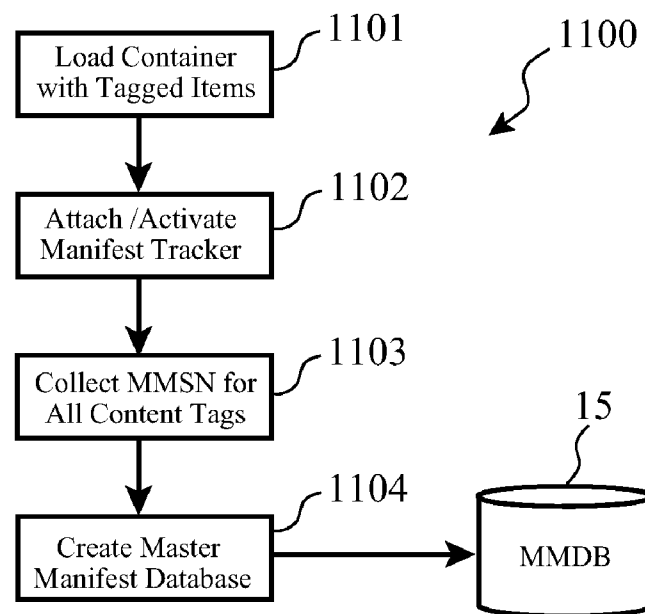 1101
Load Container
with Tagged Items
1100
1102
Attach /Activate
Manifest Tracker
1103
Collect MMSN for
All Content Tags
1104
Create Master
Manifest Database
15
MMDB